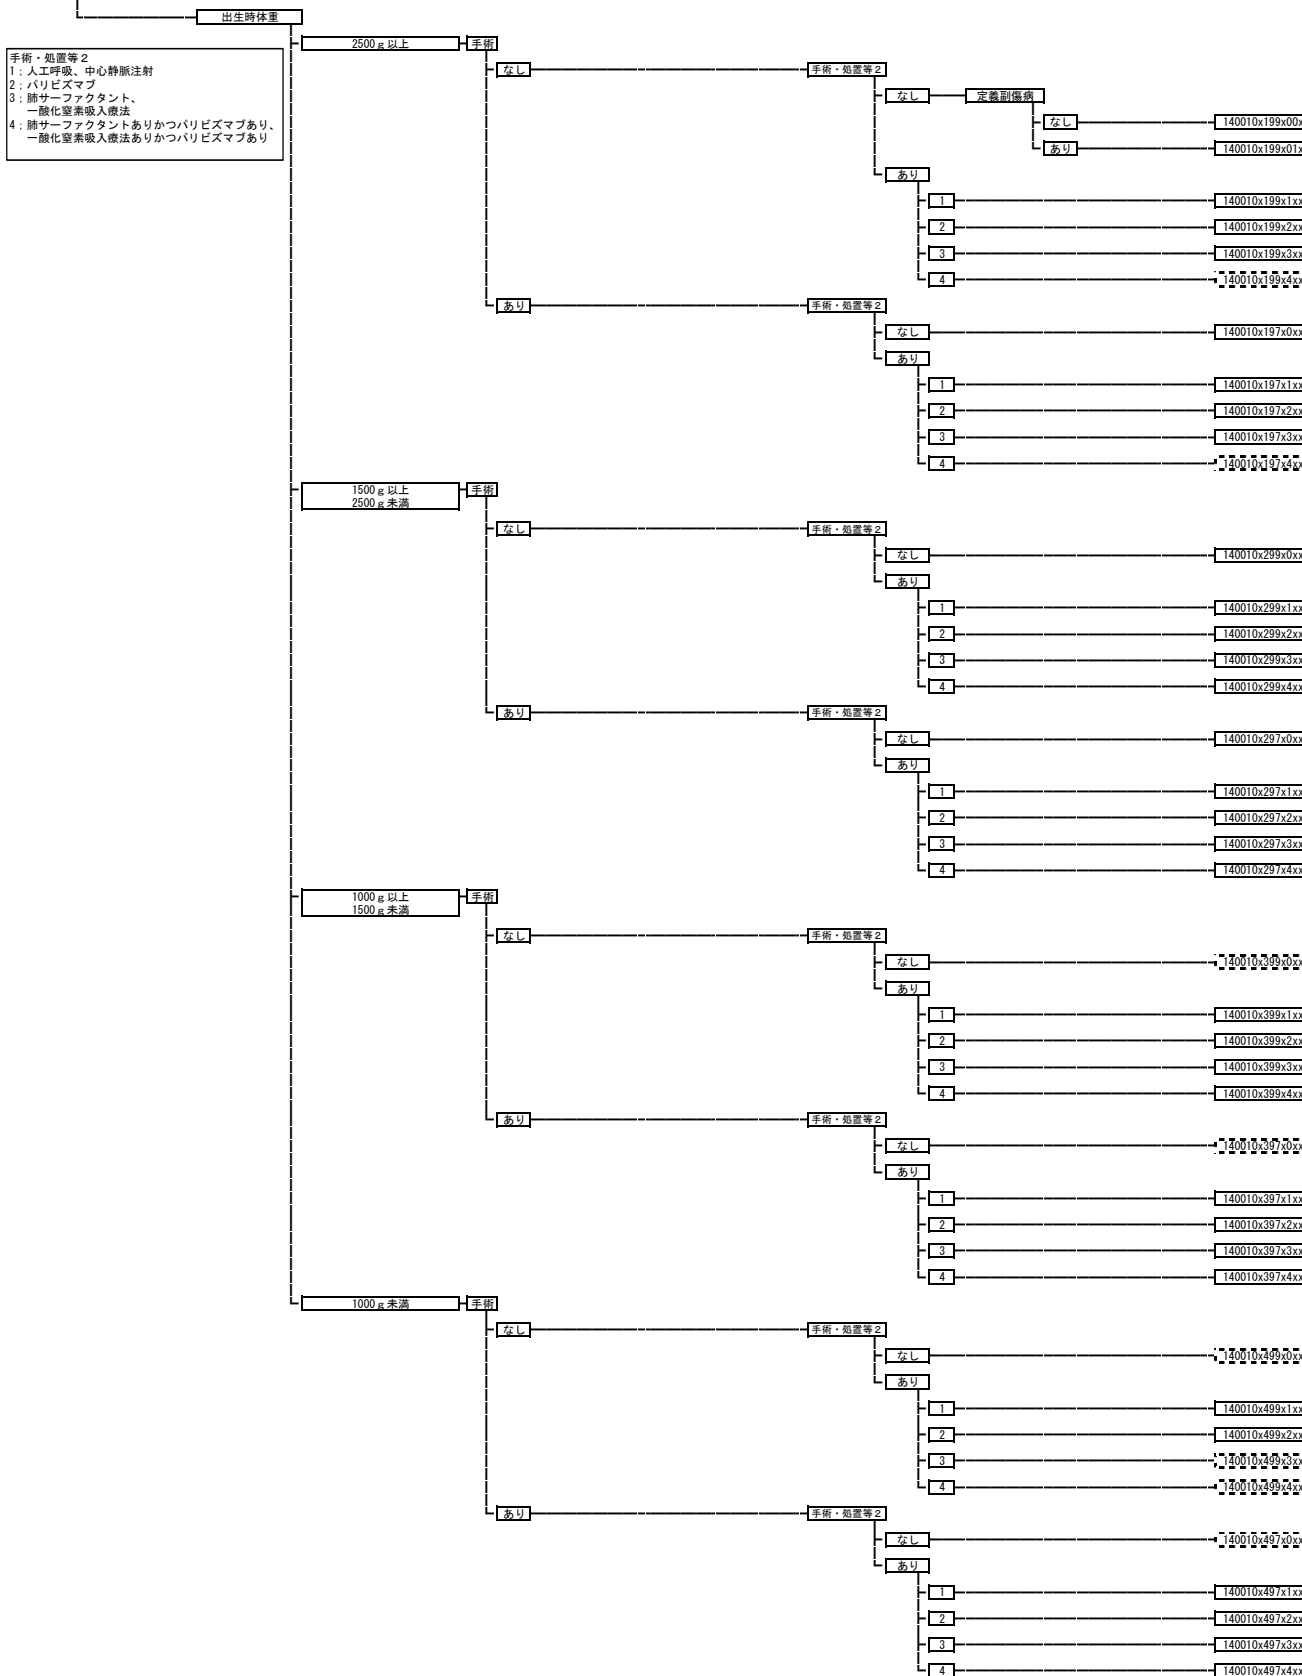 出生時体重
2500ｇ以上 手術
手術・処置等２
1：人工呼吸、中心静脈注射
2：パリビズマブ
3：肺サーファクタント、
一酸化窒素吸入療法
4：肺サーファクタントありかつパリビズマブあり、
一酸化窒素吸入療法ありかつパリビズマブあり
なし 手術・処置等２
なし 定義副傷病
なし 140010x199x00x
あり 140010x199x01x
あり
1 140010x199x1xx
2 140010x199x2xx
3 140010x199x3xx
4 140010x199x4xx
あり 手術・処置等２
なし 140010x197x0xx
あり
1 140010x197x1xx
2 140010x197x2xx
3 140010x197x3xx
4 140010x197x4xx
1500ｇ以上 手術
2500ｇ未満
なし 手術・処置等２
なし 140010x299x0xx
あり
1 140010x299x1xx
2 140010x299x2xx
3 140010x299x3xx
4 140010x299x4xx
あり 手術・処置等２
なし 140010x297x0xx
あり
1 140010x297x1xx
2 140010x297x2xx
3 140010x297x3xx
4 140010x297x4xx
1000ｇ以上 手術
1500ｇ未満
なし 手術・処置等２
なし 140010x399x0xx
あり
1 140010x399x1xx
2 140010x399x2xx
3 140010x399x3xx
4 140010x399x4xx
あり 手術・処置等２
なし 140010x397x0xx
あり
1 140010x397x1xx
2 140010x397x2xx
3 140010x397x3xx
4 140010x397x4xx
1000ｇ未満 手術
なし 手術・処置等２
なし 140010x499x0xx
あり
1 140010x499x1xx
2 140010x499x2xx
3 140010x499x3xx
4 140010x499x4xx
あり 手術・処置等２
なし 140010x497x0xx
あり
1 140010x497x1xx
2 140010x497x2xx
3 140010x497x3xx
4 140010x497x4xx